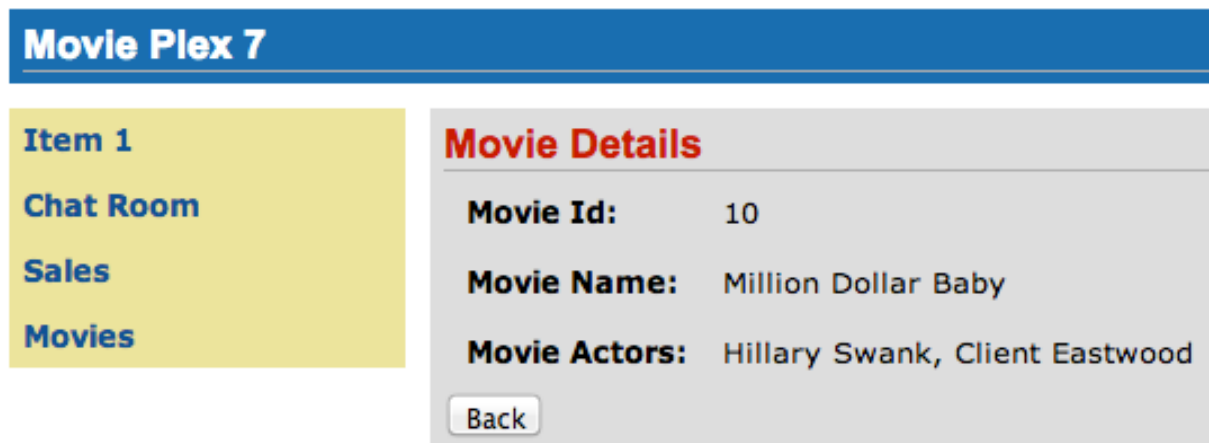 Movie Plex 7
Item 1
Chat Room
Sales
Movies
Movie Details
Movie Id: 10
Movie Name: Million Dollar Baby
Movie Actors: Hillary Swank, Client Eastwood
Back